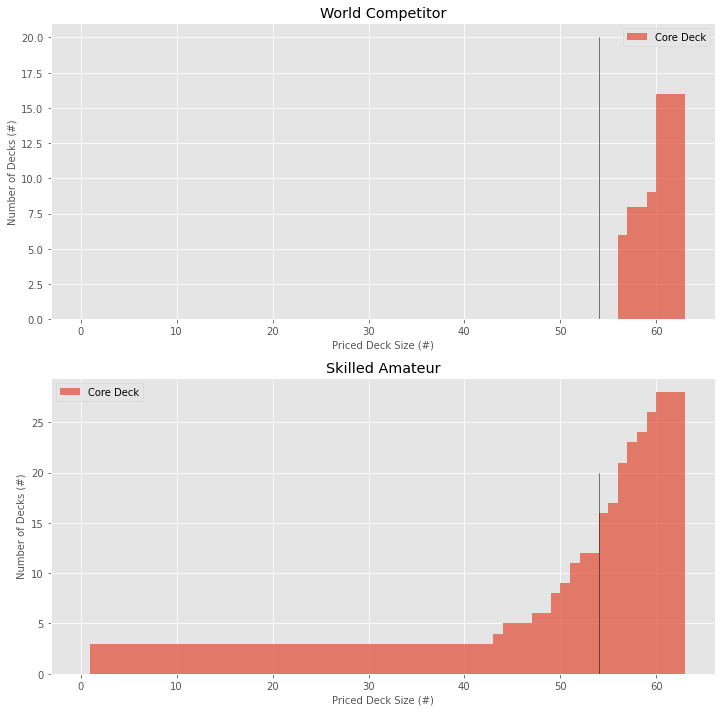 World Competitor
Core Deck
20.0
17.5
15.0
12.5
10.0
7.5
5.0
2.5
0.0
Number of Decks (#)
0 10 20 30 40 50 60
Priced Deck Size (#)
Skilled Amateur
Core Deck
25
20
15
10
5
0
Number of Decks (#)
0 10 20 30 40 50 60
Priced Deck Size (#)